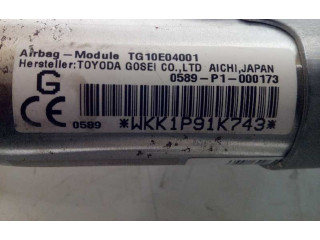 Airbag-Module TG10E04001
Hersteller:TOYODA GOSEI CO.,LTD AICHI,JAPAN
0589-P1-000173
G
CE
0589
*WKK1P91K743*